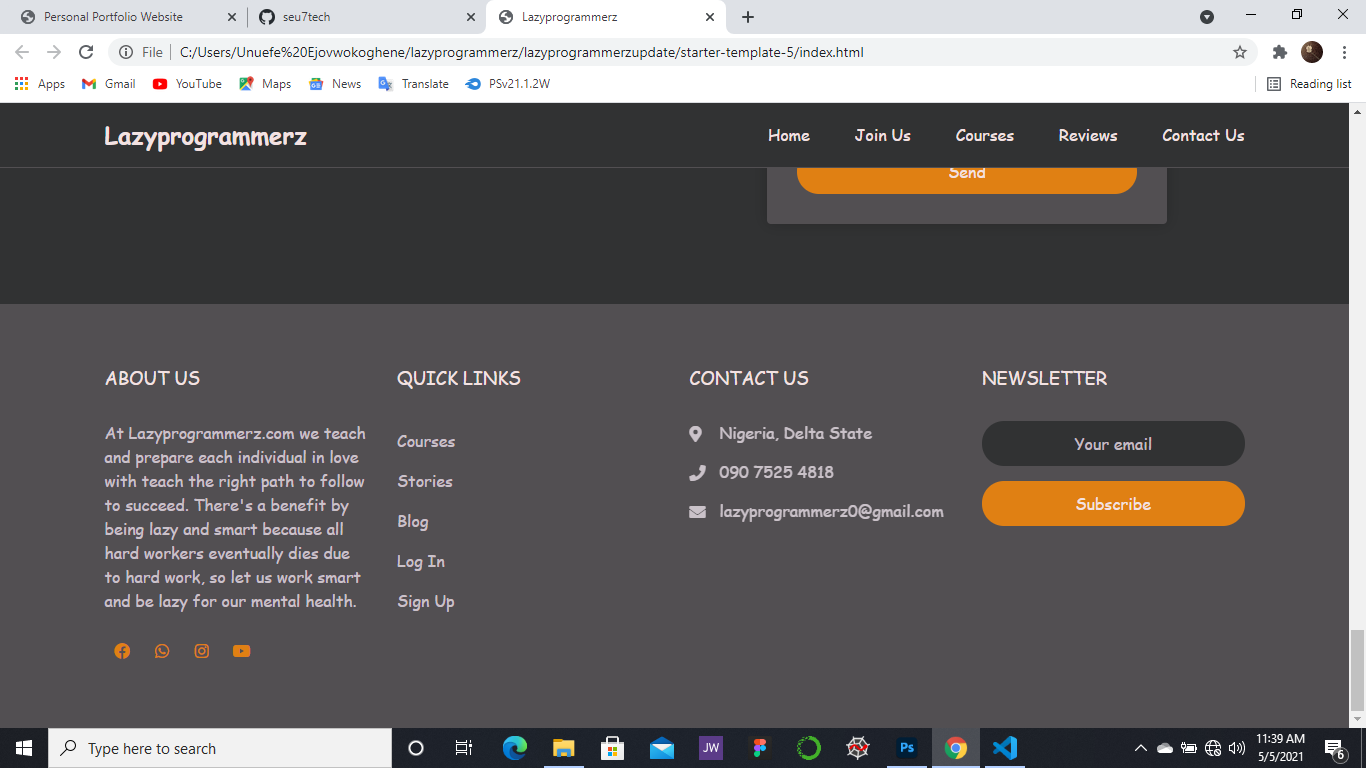 Personal Portfolio Website
seu7tech
Lazyprogrammerz
File
C:/Users/Unuefe%20Ejovwokoghene/lazyprogrammerz/lazyprogrammerzupdate/starter-template-5/index.html
Apps
Gmail
YouTube
Maps
News
Translate
PSv21.1.2W
Reading list
Lazyprogrammerz
Home
Join Us
Courses
Reviews
Contact Us
Send
ABOUT US
At Lazyprogrammerz.com we teach
and prepare each individual in love
with teach the right path to follow
to succeed. There's a benefit by
being lazy and smart because all
hard workers eventually dies due
to hard work, so let us work smart
and be lazy for our mental health.
QUICK LINKS
Courses
Stories
Blog
Log In
Sign Up
CONTACT US
Nigeria, Delta State
090 7525 4818
lazyprogrammerz0@gmail.com
NEWSLETTER
Your email
Subscribe
Type here to search
JW
Ps
11:39 AM
5/5/2021
6